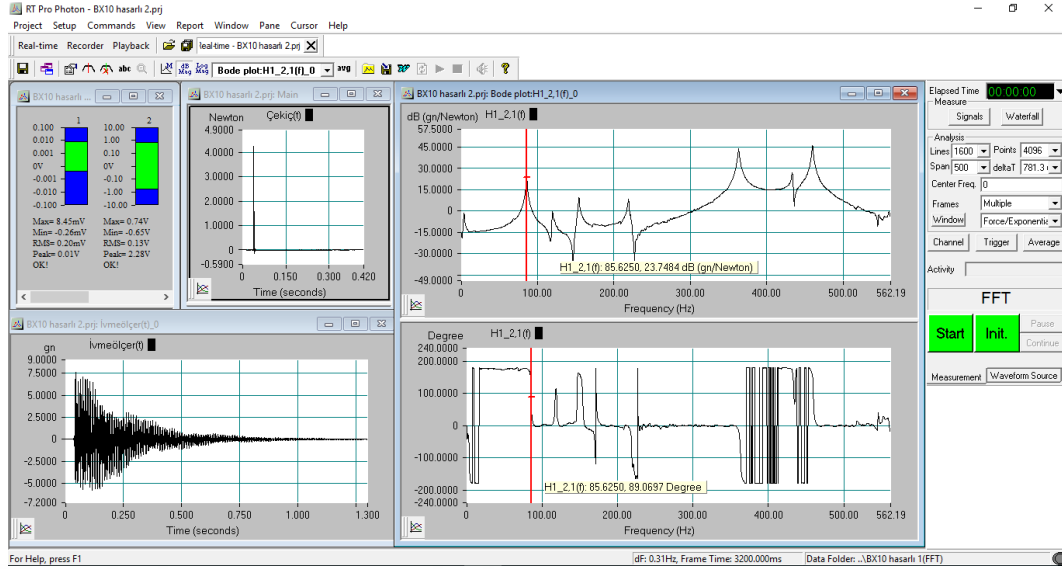 RT Pro Photon - BX10 hasarlı 2.prj
Project Setup Commands View Report Window Pane Cursor Help
Real-time Recorder Playback leal-time - BX10 hasarlı 2.prj
abc dB Mag Log Mag Bode plot:H1_2,1(f)_0 avg
BX10 hasarlı ...
1 2
0.100 10.00
0.010 1.00
0.001 0.10
0V 0V
-0.001 -0.10
-0.010 -1.00
-0.100 -10.00
Max= 8.45mV Max= 0.74V
Min= -0.26mV Min= -0.65V
RMS= 0.20mV RMS= 0.13V
Peak= 0.01V Peak= 2.28V
OK! OK!
BX10 hasarlı 2.prj: Main
Newton Çekiç(t)
4.9000
4.0000
3.0000
2.0000
1.0000
0
-0.5900
0 0.150 0.30 0.420
Time (seconds)
BX10 hasarlı 2.prj: İvmeölçer(t)_0
gn İvmeölçer(t)
9.0000
7.5000
5.0000
2.5000
0
-2.5000
-5.0000
-7.2000
0 0.250 0.500 0.750 1.000 1.300
Time (seconds)
BX10 hasarlı 2.prj: Bode plot:H1_2,1(f)_0
dB (gn/Newton) H1_2,1(f)
57.5000
45.0000
30.0000
15.0000
0
-15.0000
-30.0000
-49.0000
H1_2,1(f): 85.6250, 23.7484 dB (gn/Newton)
0 100.00 200.00 300.00 400.00 500.00 562.19
Frequency (Hz)
Degree H1_2,1(f)
240.0000
200.0000
100.0000
0
-100.0000
-200.0000
-240.0000
H1_2,1(f): 85.6250, 89.0697 Degree
0 100.00 200.00 300.00 400.00 500.00 562.19
Frequency (Hz)
Elapsed Time 00:00:00
Measure
Signals Waterfall
Analysis
Lines 1600 Points 4096
Span 500 deltaT 781.3
Center Freq. 0
Frames Multiple
Window Force/Exponentia
Channel Trigger Average
Activity
FFT
Start Init. Pause
Continue
Measurement Waveform Source
For Help, press F1 dF: 0.31Hz, Frame Time: 3200.000ms Data Folder: ..\BX10 hasarlı 1(FFT)